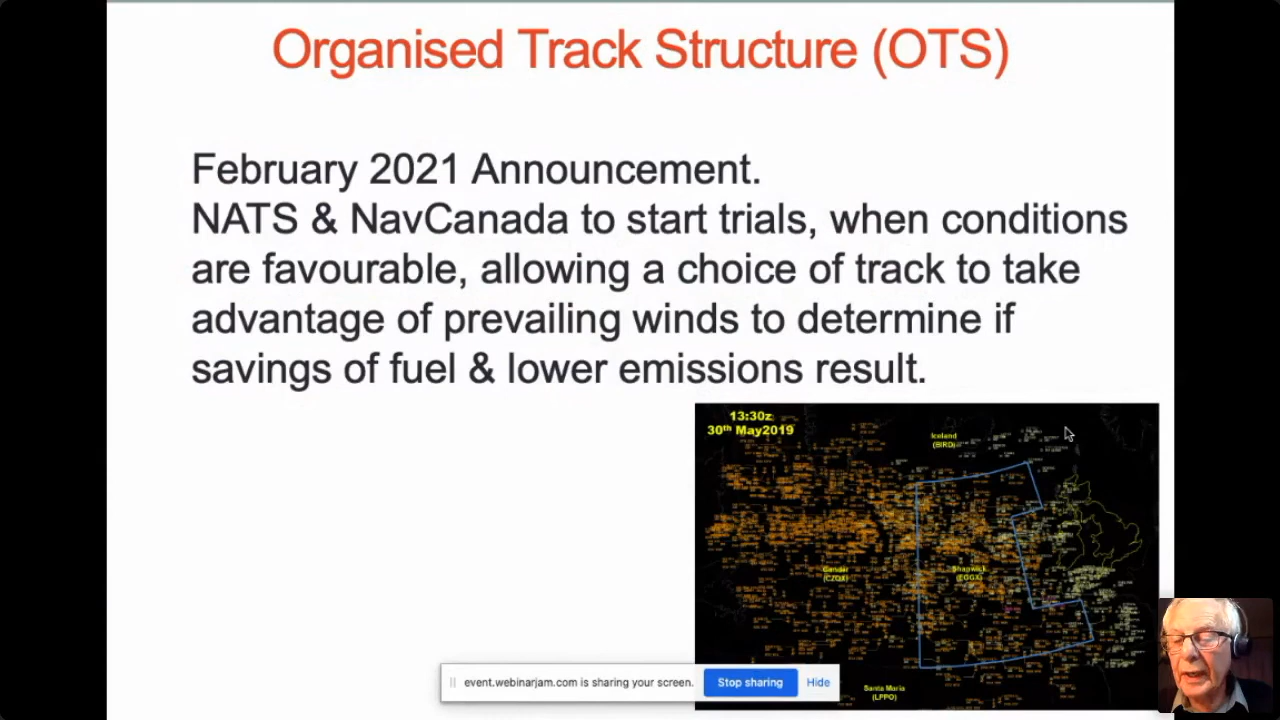 Organised Track Structure (OTS)
February 2021 Announcement.
NATS & NavCanada to start trials, when conditions
are favourable, allowing a choice of track to take
advantage of prevailing winds to determine if
savings of fuel & lower emissions result.
13:30z
30th May2019
Iceland
(BIRD)
Gander
(CZQX)
Shanwick
(EGGX)
Santa Maria
(LPPO)
event.webinarjam.com is sharing your screen.
Stop sharing
Hide